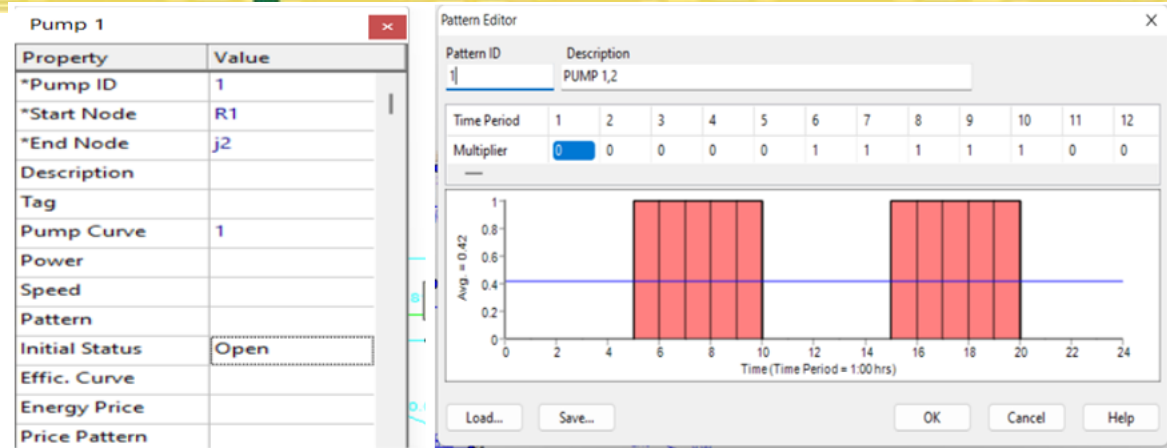 Pump 1
Property Value
*Pump ID 1
*Start Node R1
*End Node j2
Description
Tag
Pump Curve 1
Power
Speed
Pattern
Initial Status Open
Effic. Curve
Energy Price
Price Pattern
Pattern Editor
Pattern ID Description
1 PUMP 1,2
Time Period 1 2 3 4 5 6 7 8 9 10 11 12
Multiplier 0 0 0 0 0 1 1 1 1 1 0 0
Avg. = 0.42
1
0.8
0.6
0.4
0.2
0
0 2 4 6 8 10 12 14 16 18 20 22 24
Time (Time Period = 1:00 hrs)
Load... Save... OK Cancel Help